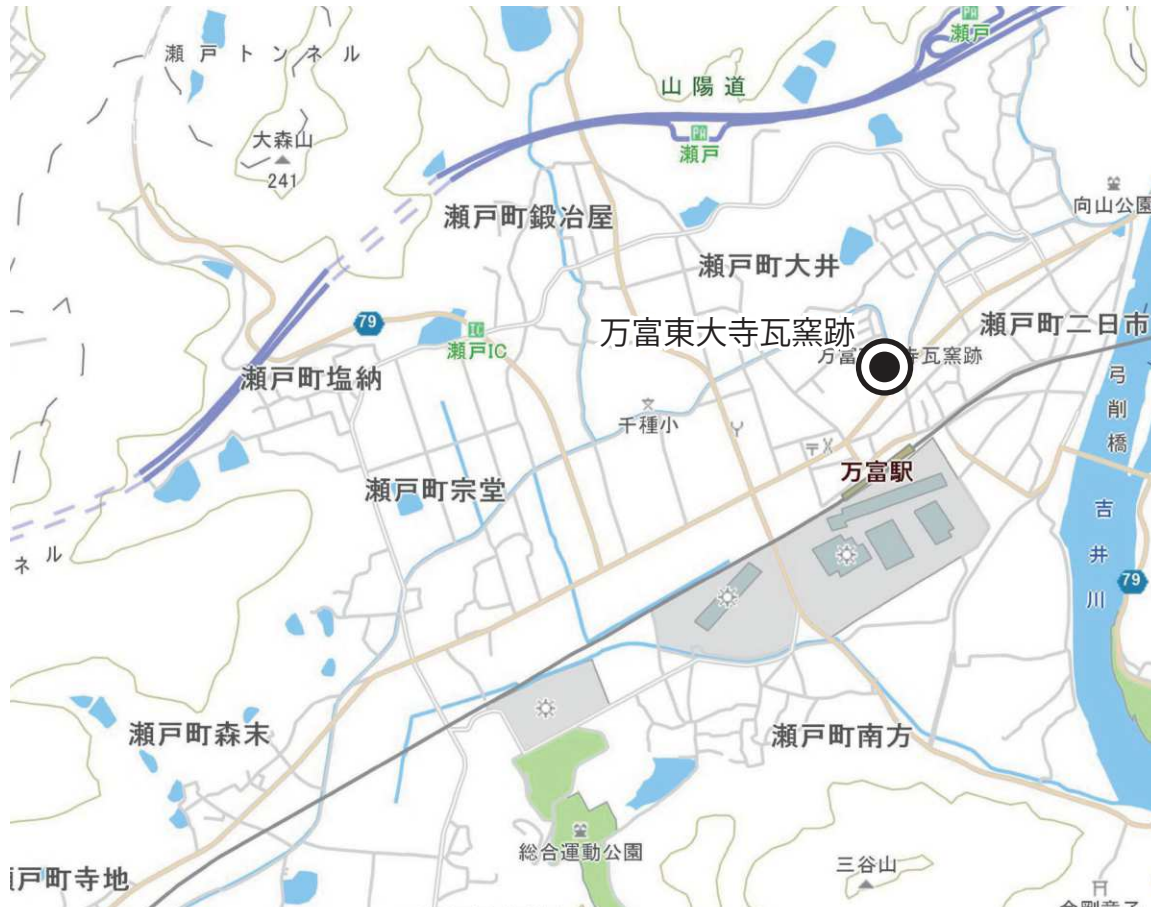 PA
瀬戸
瀬戸トンネル
山陽道
大森山
241
PA
瀬戸
瀬戸町鍛冶屋
向山公園
瀬戸町大井
79
IC
瀬戸IC
万富東大寺瓦窯跡
瀬戸町二日市
万富
寺瓦窯跡
瀬戸町塩納
弓削橋
千種小
万富駅
瀬戸町宗堂
吉井川
ネル
79
瀬戸町森末
瀬戸町南方
総合運動公園
三谷山
戸町寺地